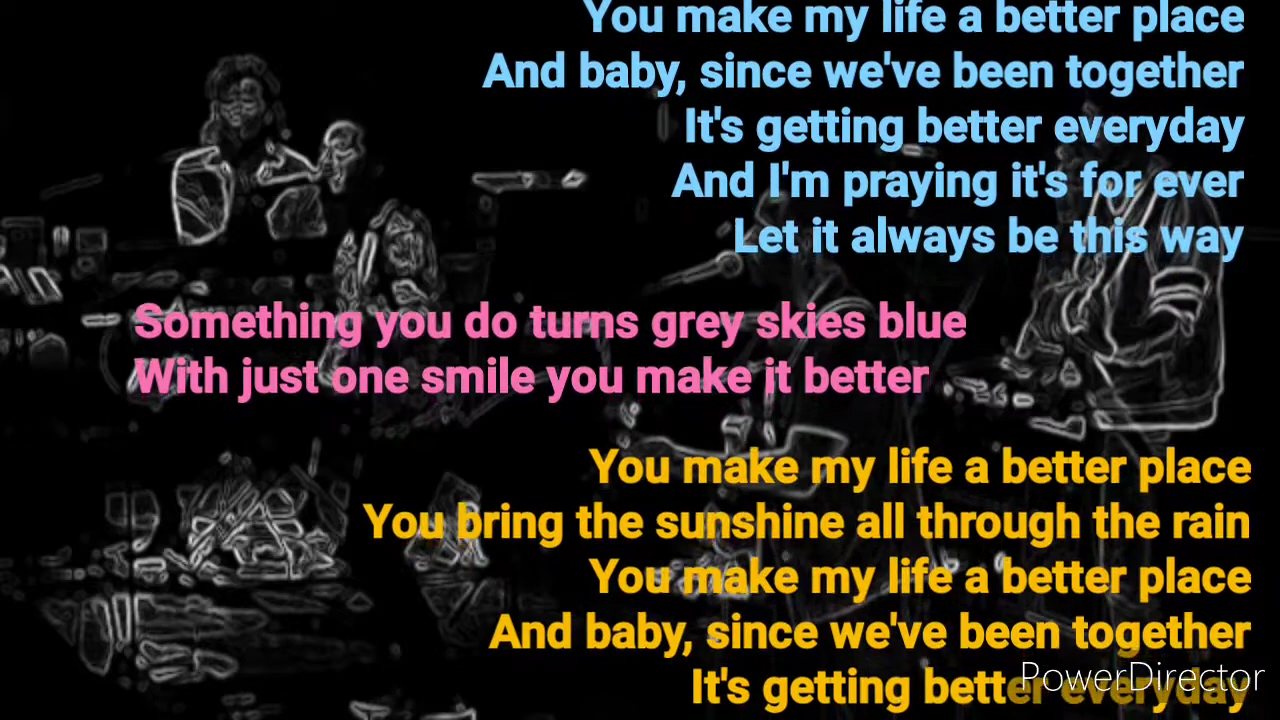 You make my life a better place
And baby, since we've been together
It's getting better everyday
And I'm praying it's for ever
Let it always be this way
Something you do turns grey skies blue
With just one smile you make it better
You make my life a better place
You bring the sunshine all through the rain
You make my life a better place
And baby, since we've been together
It's getting better everyday
PowerDirector